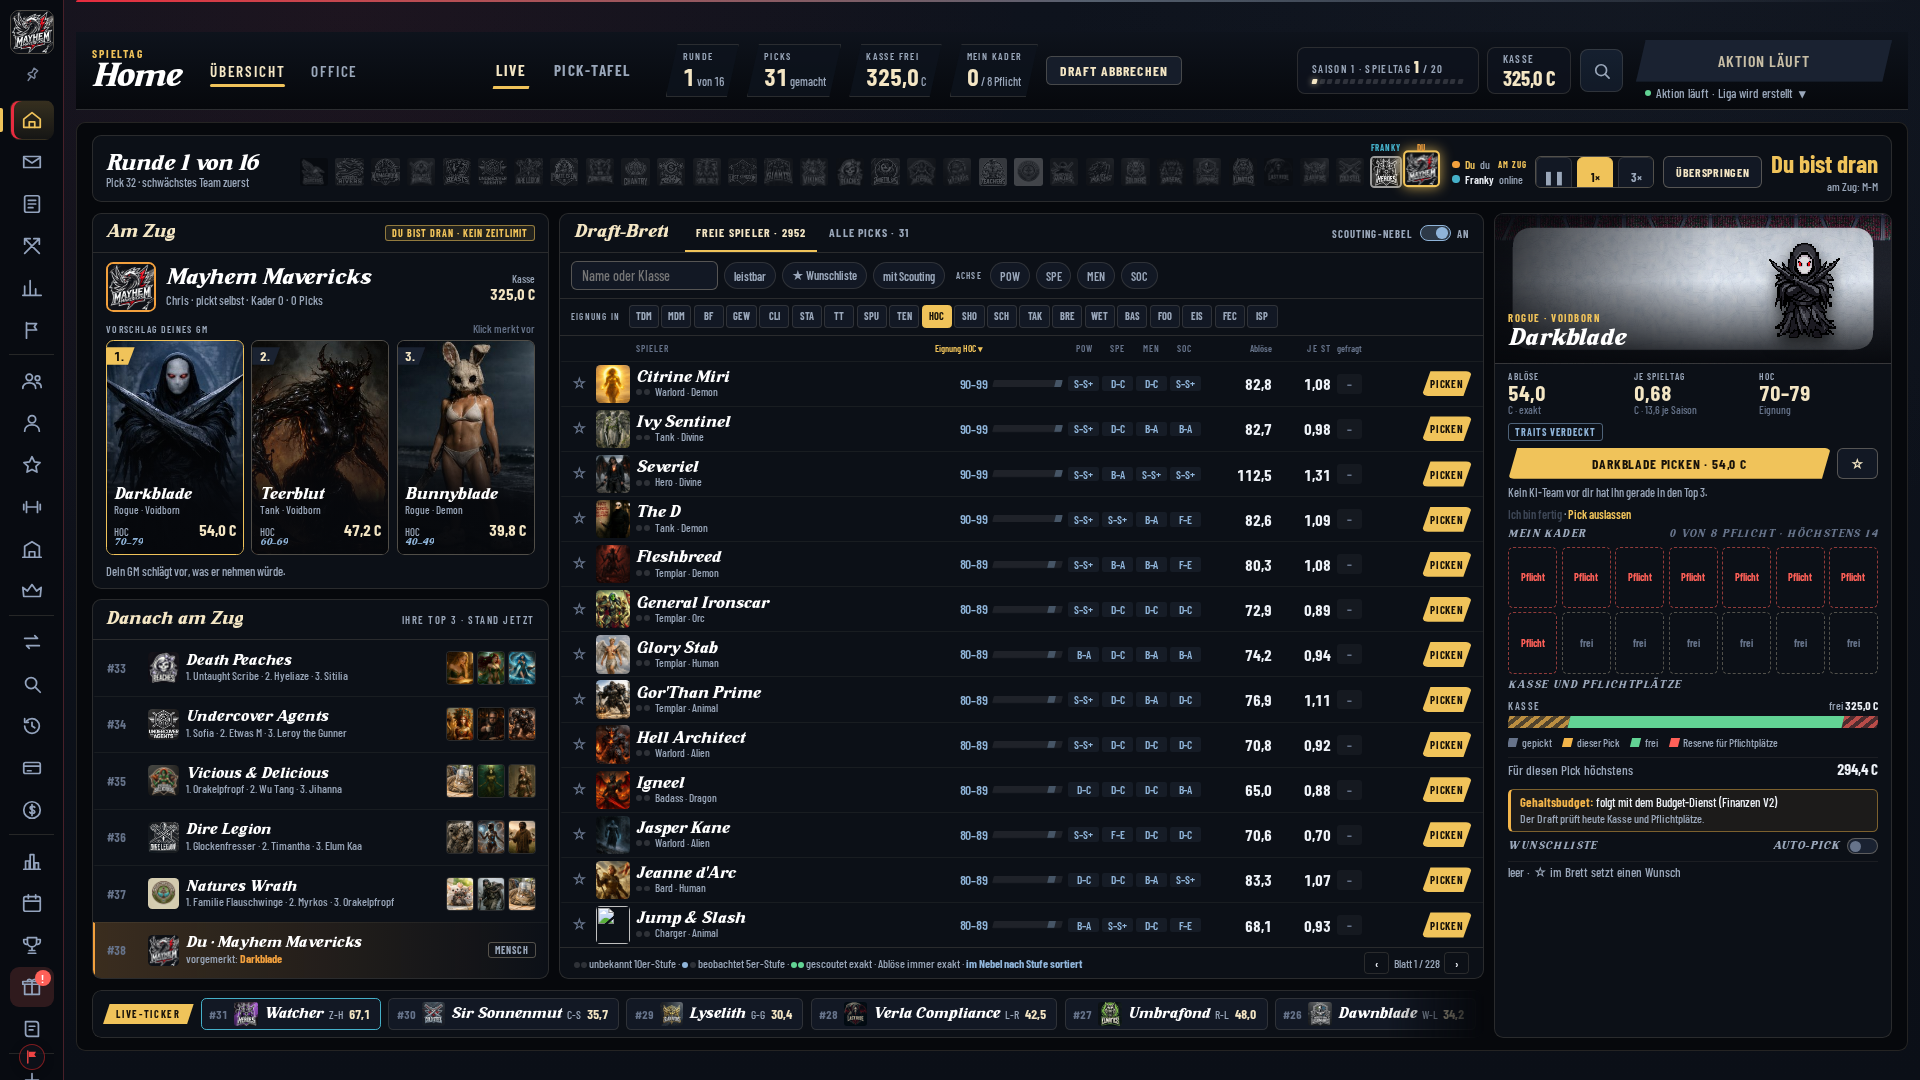 SPIELTAG
Home
ÜBERSICHT
OFFICE
LIVE
PICK-TAFEL
RUNDE
1 von 16
PICKS
31 gemacht
KASSE FREI
325,0 C
MEIN KADER
0 / 8 Pflicht
DRAFT ABBRECHEN
SAISON 1 · SPIELTAG 1 / 20
KASSE
325,0 C
AKTION LÄUFT
Aktion läuft · Liga wird erstellt ▼
Runde 1 von 16
Pick 32 · schwächstes Team zuerst
FRANKY
DU
Du du AM ZUG
Franky online
1×
3×
ÜBERSPRINGEN
Du bist dran
am Zug: M-M
Am Zug
DU BIST DRAN · KEIN ZEITLIMIT
Mayhem Mavericks
Chris · pickt selbst · Kader 0 · 0 Picks
Kasse
325,0 C
VORSCHLAG DEINES GM
Klick merkt vor
1.
Darkblade
Rogue · Voidborn
HOC
70–79
54,0 C
2.
Teerblut
Tank · Voidborn
HOC
60–69
47,2 C
3.
Bunnyblade
Rogue · Demon
HOC
40–49
39,8 C
Dein GM schlägt vor, was er nehmen würde.
Danach am Zug
IHRE TOP 3 · STAND JETZT
#33
Death Peaches
1. Untaught Scribe · 2. Hyeliaze · 3. Sitilia
#34
Undercover Agents
1. Sofia · 2. Etwas M · 3. Leroy the Gunner
#35
Vicious & Delicious
1. Orakelpfropf · 2. Wu Tang · 3. Jihanna
#36
Dire Legion
1. Glockenfresser · 2. Timantha · 3. Elum Kaa
#37
Natures Wrath
1. Familie Flauschwinge · 2. Myrkos · 3. Orakelpfropf
#38
Du · Mayhem Mavericks
vorgemerkt: Darkblade
MENSCH
Draft-Brett
FREIE SPIELER · 2952
ALLE PICKS · 31
SCOUTING-NEBEL AN
Name oder Klasse
leistbar
★ Wunschliste
mit Scouting
ACHSE
POW
SPE
MEN
SOC
EIGNUNG IN
TDM MDM BF GEW CLI STA TT SPU TEN HOC SHO SCH TAK BRE WET BAS FOO EIS FEC ISP
SPIELER Eignung HOC ▾ POW SPE MEN SOC Ablöse JE ST gefragt
Citrine Miri 90–99 S–S+ D–C D–C S–S+ 82,8 1,08 – PICKEN
Warlord · Demon
Ivy Sentinel 90–99 S–S+ D–C B–A B–A 82,7 0,98 – PICKEN
Tank · Divine
Severiel 90–99 S–S+ B–A S–S+ S–S+ 112,5 1,31 – PICKEN
Hero · Divine
The D 90–99 S–S+ S–S+ B–A F–E 82,6 1,09 – PICKEN
Tank · Demon
Fleshbreed 80–89 S–S+ B–A B–A F–E 80,3 1,08 – PICKEN
Templar · Demon
General Ironscar 80–89 S–S+ D–C D–C D–C 72,9 0,89 – PICKEN
Templar · Orc
Glory Stab 80–89 B–A D–C B–A B–A 74,2 0,94 – PICKEN
Templar · Human
Gor'Than Prime 80–89 S–S+ D–C B–A D–C 76,9 1,11 – PICKEN
Templar · Animal
Hell Architect 80–89 S–S+ D–C D–C D–C 70,8 0,92 – PICKEN
Warlord · Alien
Igneel 80–89 D–C D–C D–C B–A 65,0 0,88 – PICKEN
Badass · Dragon
Jasper Kane 80–89 S–S+ F–E D–C D–C 70,6 0,70 – PICKEN
Warlord · Alien
Jeanne d'Arc 80–89 D–C D–C B–A S–S+ 83,3 1,07 – PICKEN
Bard · Human
Jump & Slash 80–89 B–A S–S+ D–C F–E 68,1 0,93 – PICKEN
Charger · Animal
unbekannt 10er-Stufe · beobachtet 5er-Stufe · gescoutet exakt · Ablöse immer exakt · im Nebel nach Stufe sortiert
‹ Blatt 1 / 228 ›
ROGUE · VOIDBORN
Darkblade
ABLÖSE
54,0
C · exakt
JE SPIELTAG
0,68
C · 13,6 je Saison
HOC
70–79
Eignung
TRAITS VERDECKT
DARKBLADE PICKEN · 54,0 C
Kein KI-Team vor dir hat ihn gerade in den Top 3.
Ich bin fertig · Pick auslassen
MEIN KADER
0 VON 8 PFLICHT · HÖCHSTENS 14
Pflicht Pflicht Pflicht Pflicht Pflicht Pflicht Pflicht
Pflicht frei frei frei frei frei frei
KASSE UND PFLICHTPLÄTZE
KASSE
frei 325,0 C
gepickt dieser Pick frei Reserve für Pflichtplätze
Für diesen Pick höchstens
294,4 C
Gehaltsbudget: folgt mit dem Budget-Dienst (Finanzen V2)
Der Draft prüft heute Kasse und Pflichtplätze.
WUNSCHLISTE
AUTO-PICK
leer · ☆ im Brett setzt einen Wunsch
LIVE-TICKER
#31 Watcher Z-H 67,1
#30 Sir Sonnenmut C-S 35,7
#29 Lyselith G-G 30,4
#28 Verla Compliance L-R 42,5
#27 Umbrafond R-L 48,0
#26 Dawnblade W-L 34,2